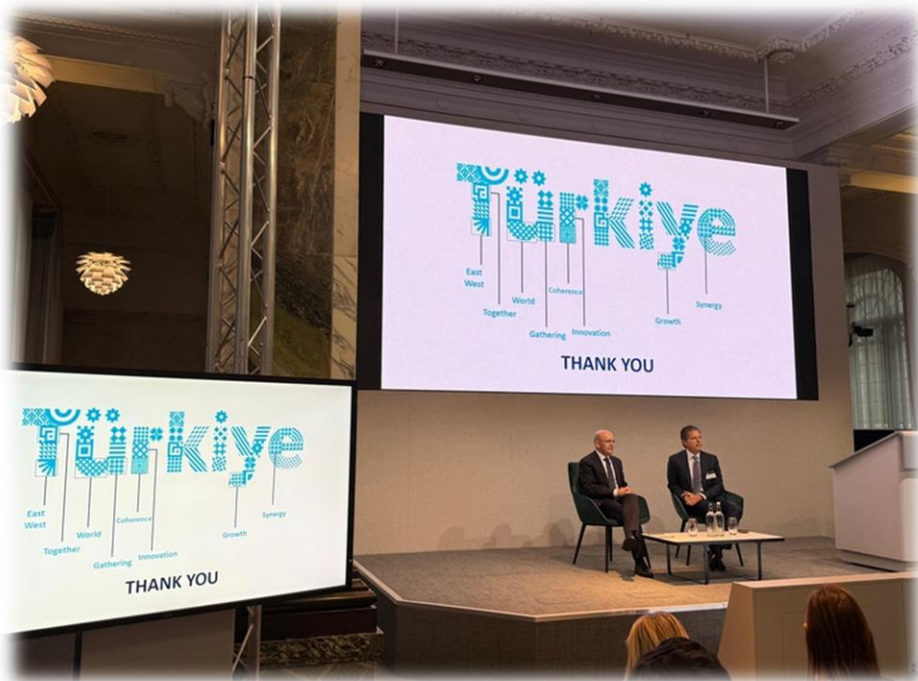 Türkiye
East
West
Together
World
Gathering
Coherence
Innovation
Growth
Synergy
THANK YOU
Türkiye
East
West
Together
World
Gathering
Coherence
Innovation
Growth
Synergy
THANK YOU